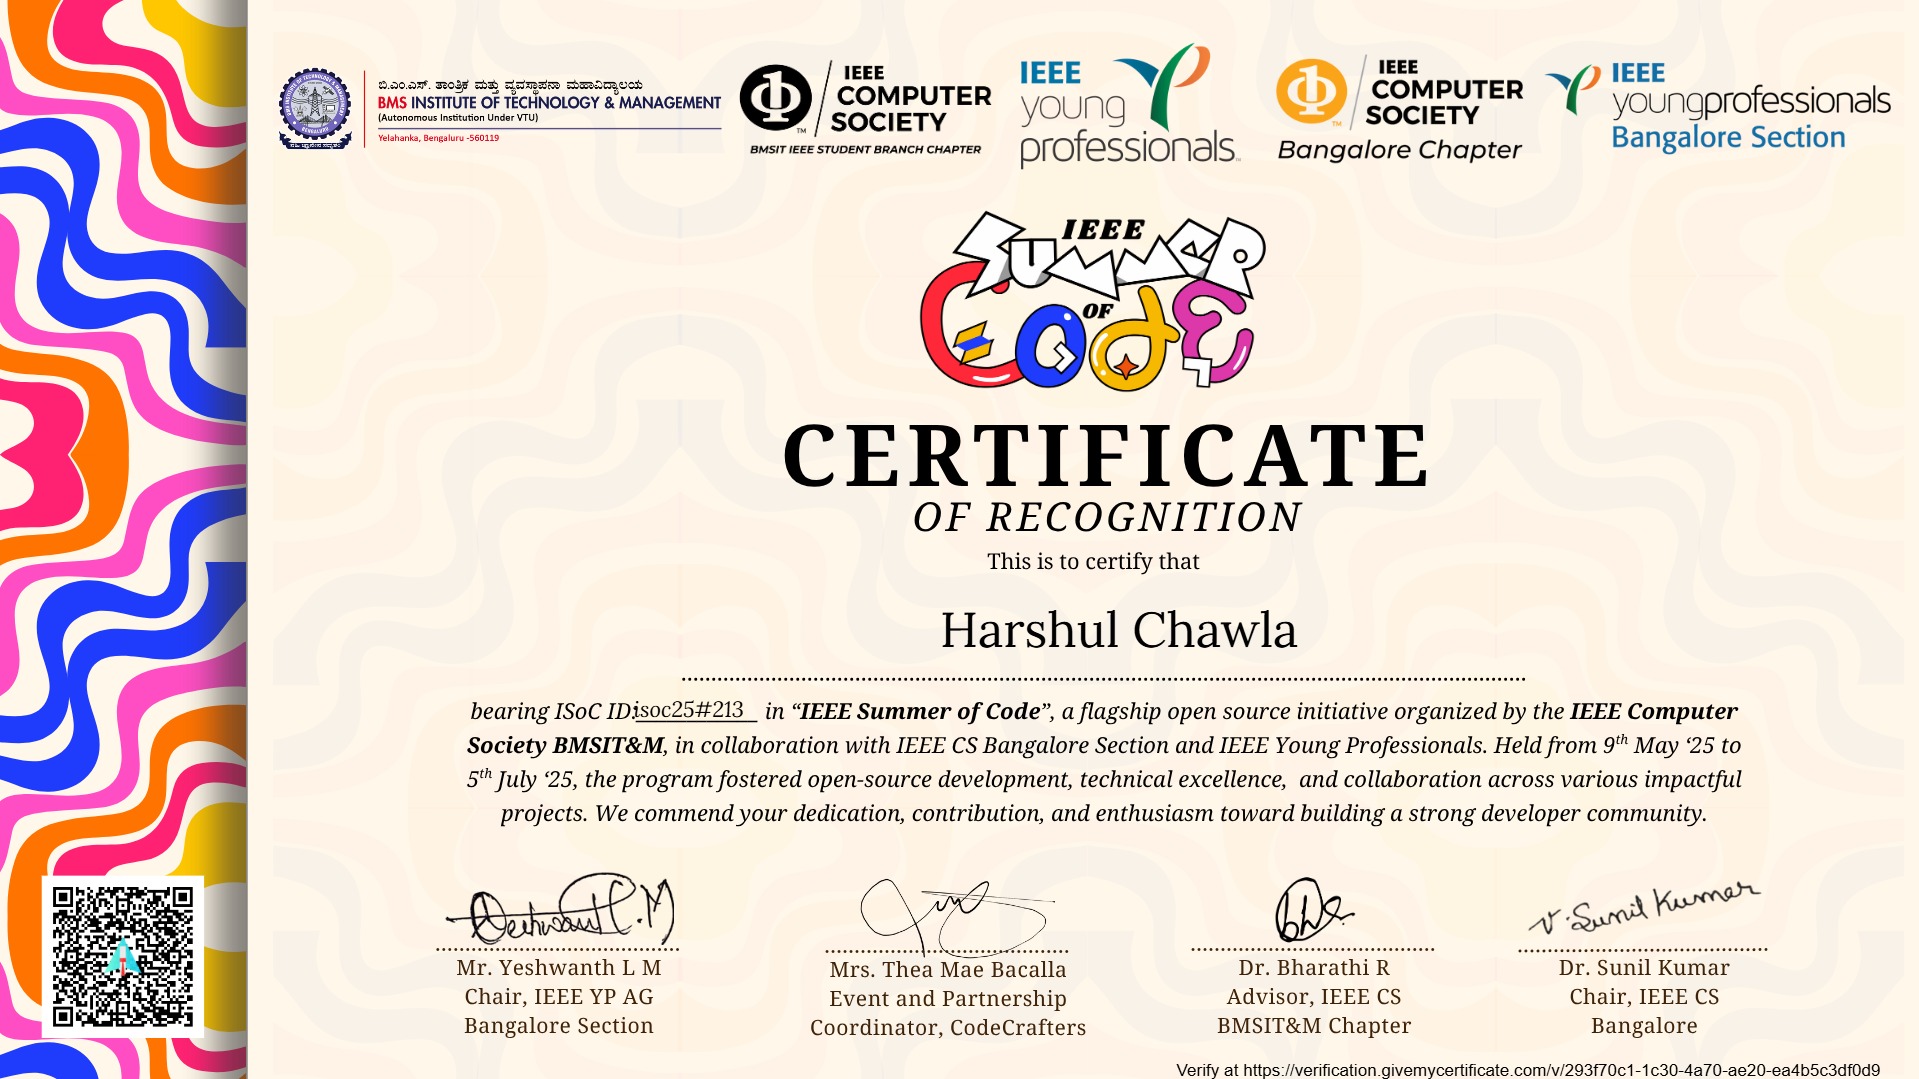 ಬಿ.ಎಂ.ಎಸ್. ತಾಂತ್ರಿಕ ಮತ್ತು ವ್ಯವಸ್ಥಾಪನಾ ಮಹಾವಿದ್ಯಾಲಯ
BMS INSTITUTE OF TECHNOLOGY & MANAGEMENT
(Autonomous Institution Under VTU)
Yelahanka, Bengaluru -560119
IEEE
COMPUTER
SOCIETY
BMSIT IEEE STUDENT BRANCH CHAPTER
IEEE
young
professionals
IEEE
COMPUTER
SOCIETY
Bangalore Chapter
IEEE
youngprofessionals
Bangalore Section
IEEE
SUMMER
OF
CODE
CERTIFICATE
OF RECOGNITION
This is to certify that
Harshul Chawla
bearing ISoC ID: isoc25#213 in “IEEE Summer of Code”, a flagship open source initiative organized by the IEEE Computer
Society BMSIT&M, in collaboration with IEEE CS Bangalore Section and IEEE Young Professionals. Held from 9th May ‘25 to
5th July ‘25, the program fostered open-source development, technical excellence, and collaboration across various impactful
projects. We commend your dedication, contribution, and enthusiasm toward building a strong developer community.
V. Sunil Kumar
Mr. Yeshwanth L M
Chair, IEEE YP AG
Bangalore Section
Mrs. Thea Mae Bacalla
Event and Partnership
Coordinator, CodeCrafters
Dr. Bharathi R
Advisor, IEEE CS
BMSIT&M Chapter
Dr. Sunil Kumar
Chair, IEEE CS
Bangalore
Verify at https://verification.givemycertificate.com/v/293f70c1-1c30-4a70-ae20-ea4b5c3df0d9